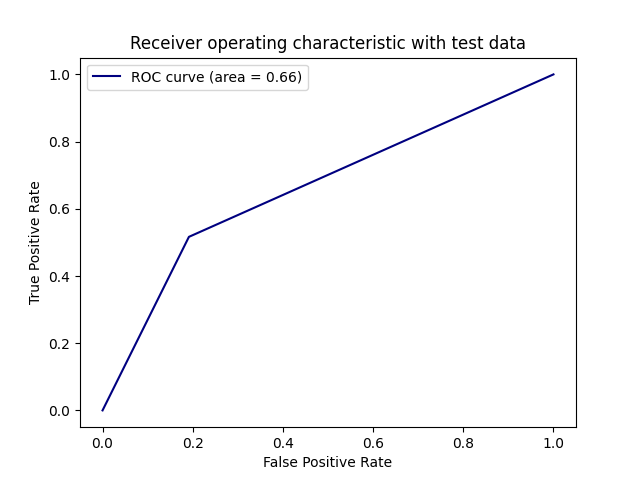 Receiver operating characteristic with test data
ROC curve (area = 0.66)
1.0
0.8
0.6
0.4
0.2
0.0
True Positive Rate
0.0 0.2 0.4 0.6 0.8 1.0
False Positive Rate